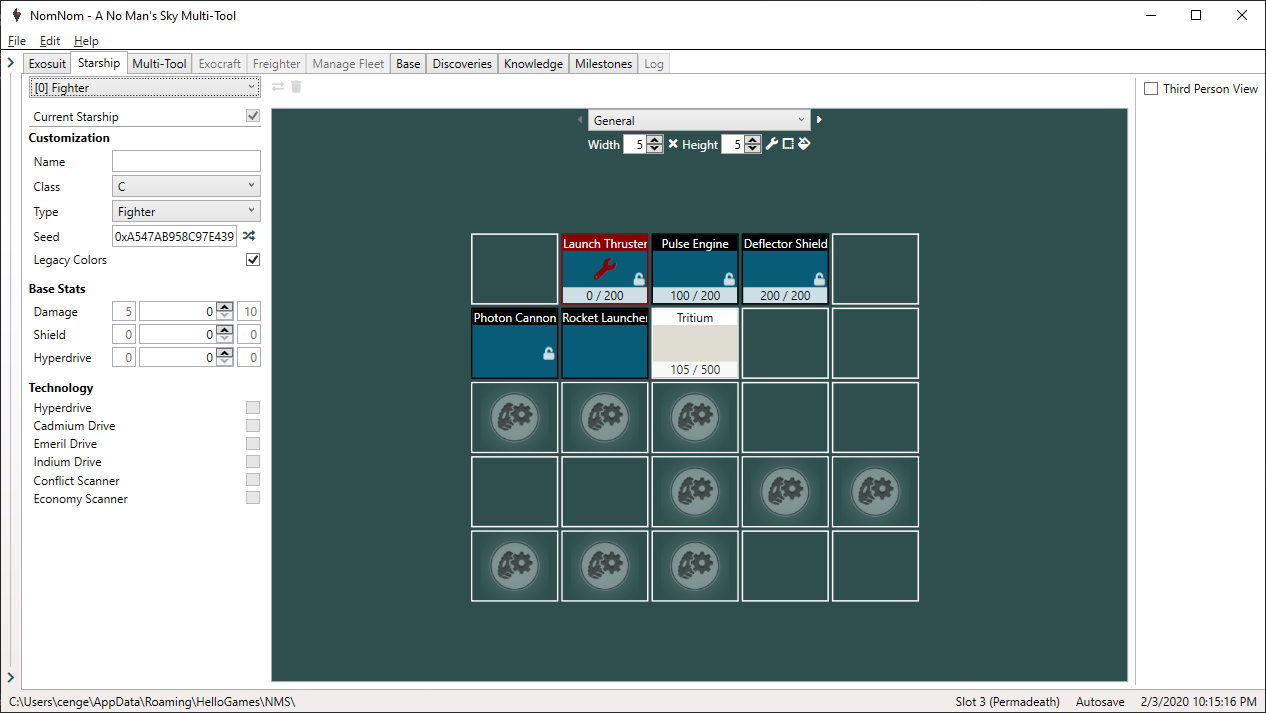 NomNom - A No Man's Sky Multi-Tool
File Edit Help
Exosuit Starship Multi-Tool Exocraft Freighter Manage Fleet Base Discoveries Knowledge Milestones Log
[0] Fighter
Third Person View
Current Starship
Customization
Name
Class C
Type Fighter
Seed 0xA547AB958C97E439
Legacy Colors
Base Stats
Damage 5 0 10
Shield 0 0 0
Hyperdrive 0 0 0
Technology
Hyperdrive
Cadmium Drive
Emeril Drive
Indium Drive
Conflict Scanner
Economy Scanner
General
Width 5 Height 5
Launch Thruster Pulse Engine Deflector Shield
0 / 200 100 / 200 200 / 200
Photon Cannon Rocket Launcher Tritium
105 / 500
C:\Users\cenge\AppData\Roaming\HelloGames\NMS\ Slot 3 (Permadeath) Autosave 2/3/2020 10:15:16 PM